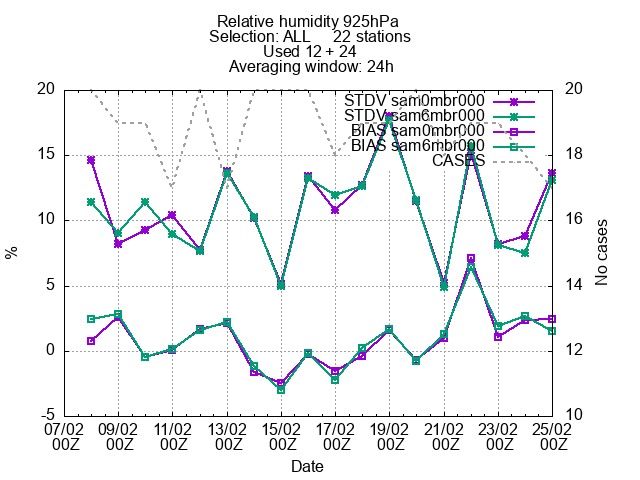 Relative humidity 925hPa
Selection: ALL 22 stations
Used 12 + 24
Averaging window: 24h
STDV sam0mbr000
STDV sam6mbr000
BIAS sam0mbr000
BIAS sam6mbr000
CASES
20
15
10
5
0
-5
%
20
18
16
14
12
10
No cases
07/02 09/02 11/02 13/02 15/02 17/02 19/02 21/02 23/02 25/02
00Z 00Z 00Z 00Z 00Z 00Z 00Z 00Z 00Z 00Z
Date